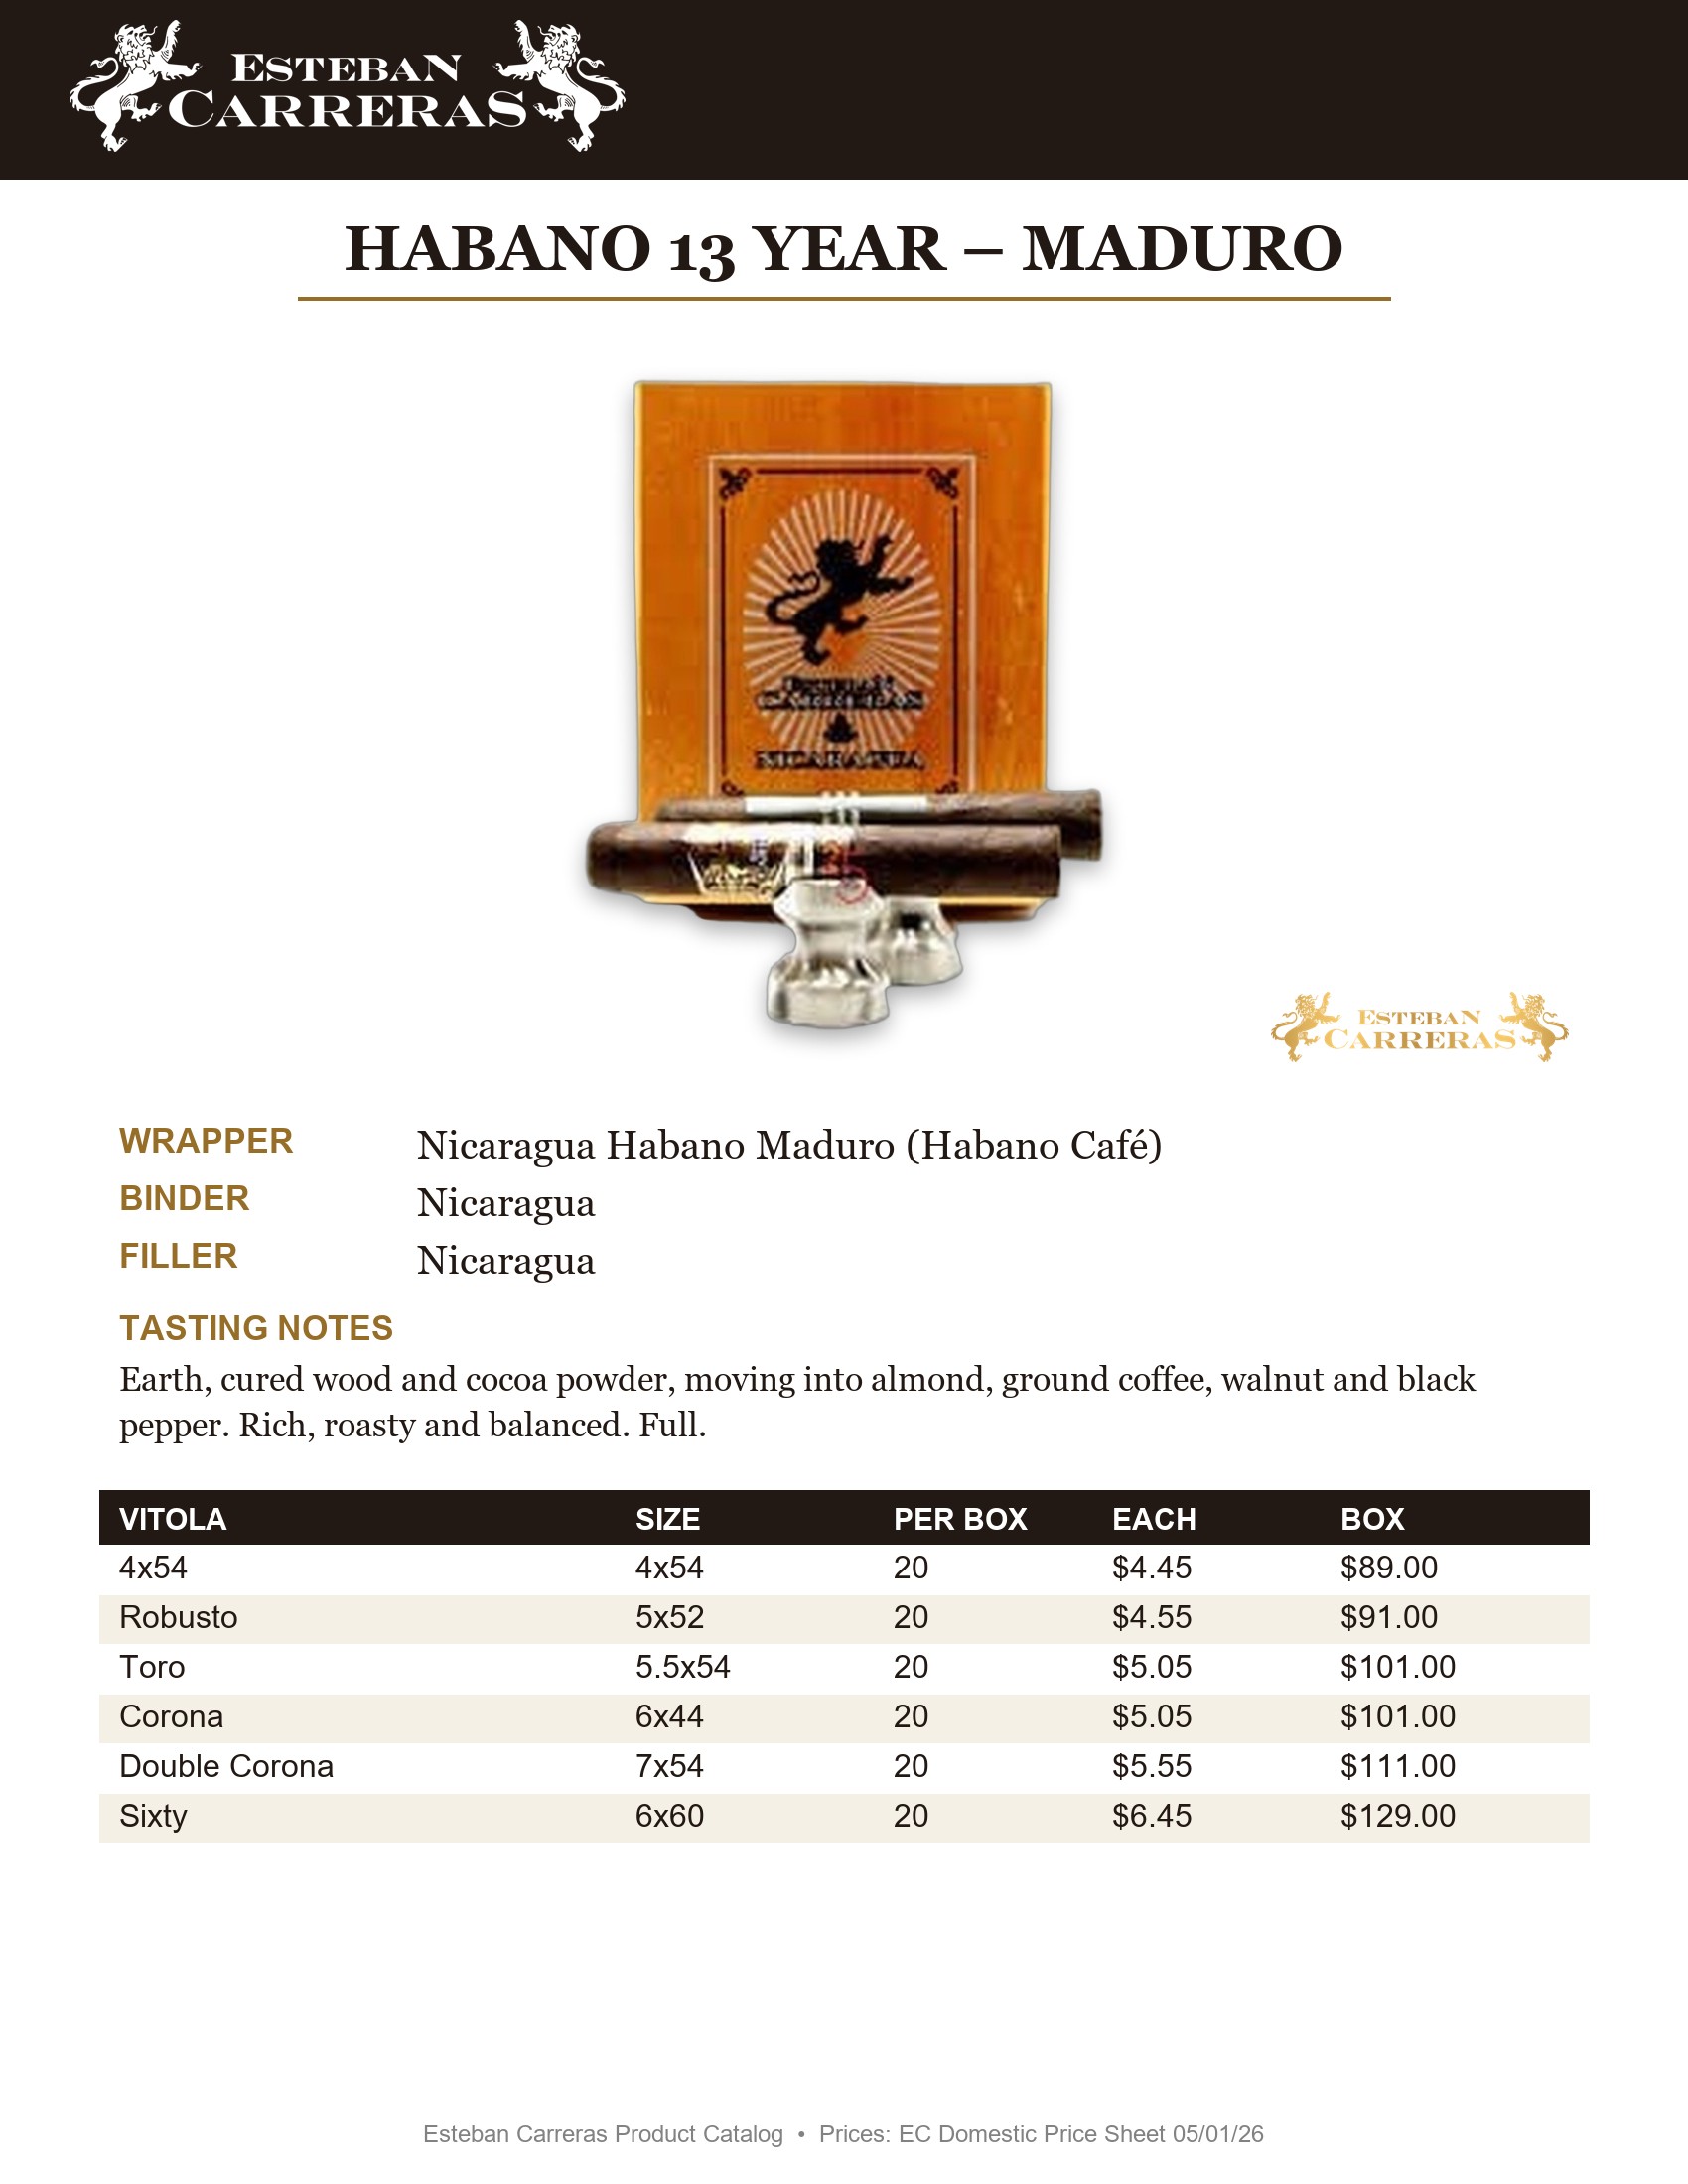 ESTEBAN
CARRERAS
HABANO 13 YEAR – MADURO
NICARAGUA
ESTEBAN
CARRERAS
WRAPPER Nicaragua Habano Maduro (Habano Café)
BINDER Nicaragua
FILLER Nicaragua
TASTING NOTES
Earth, cured wood and cocoa powder, moving into almond, ground coffee, walnut and black
pepper. Rich, roasty and balanced. Full.
VITOLA SIZE PER BOX EACH BOX
4x54 4x54 20 $4.45 $89.00
Robusto 5x52 20 $4.55 $91.00
Toro 5.5x54 20 $5.05 $101.00
Corona 6x44 20 $5.05 $101.00
Double Corona 7x54 20 $5.55 $111.00
Sixty 6x60 20 $6.45 $129.00
Esteban Carreras Product Catalog • Prices: EC Domestic Price Sheet 05/01/26